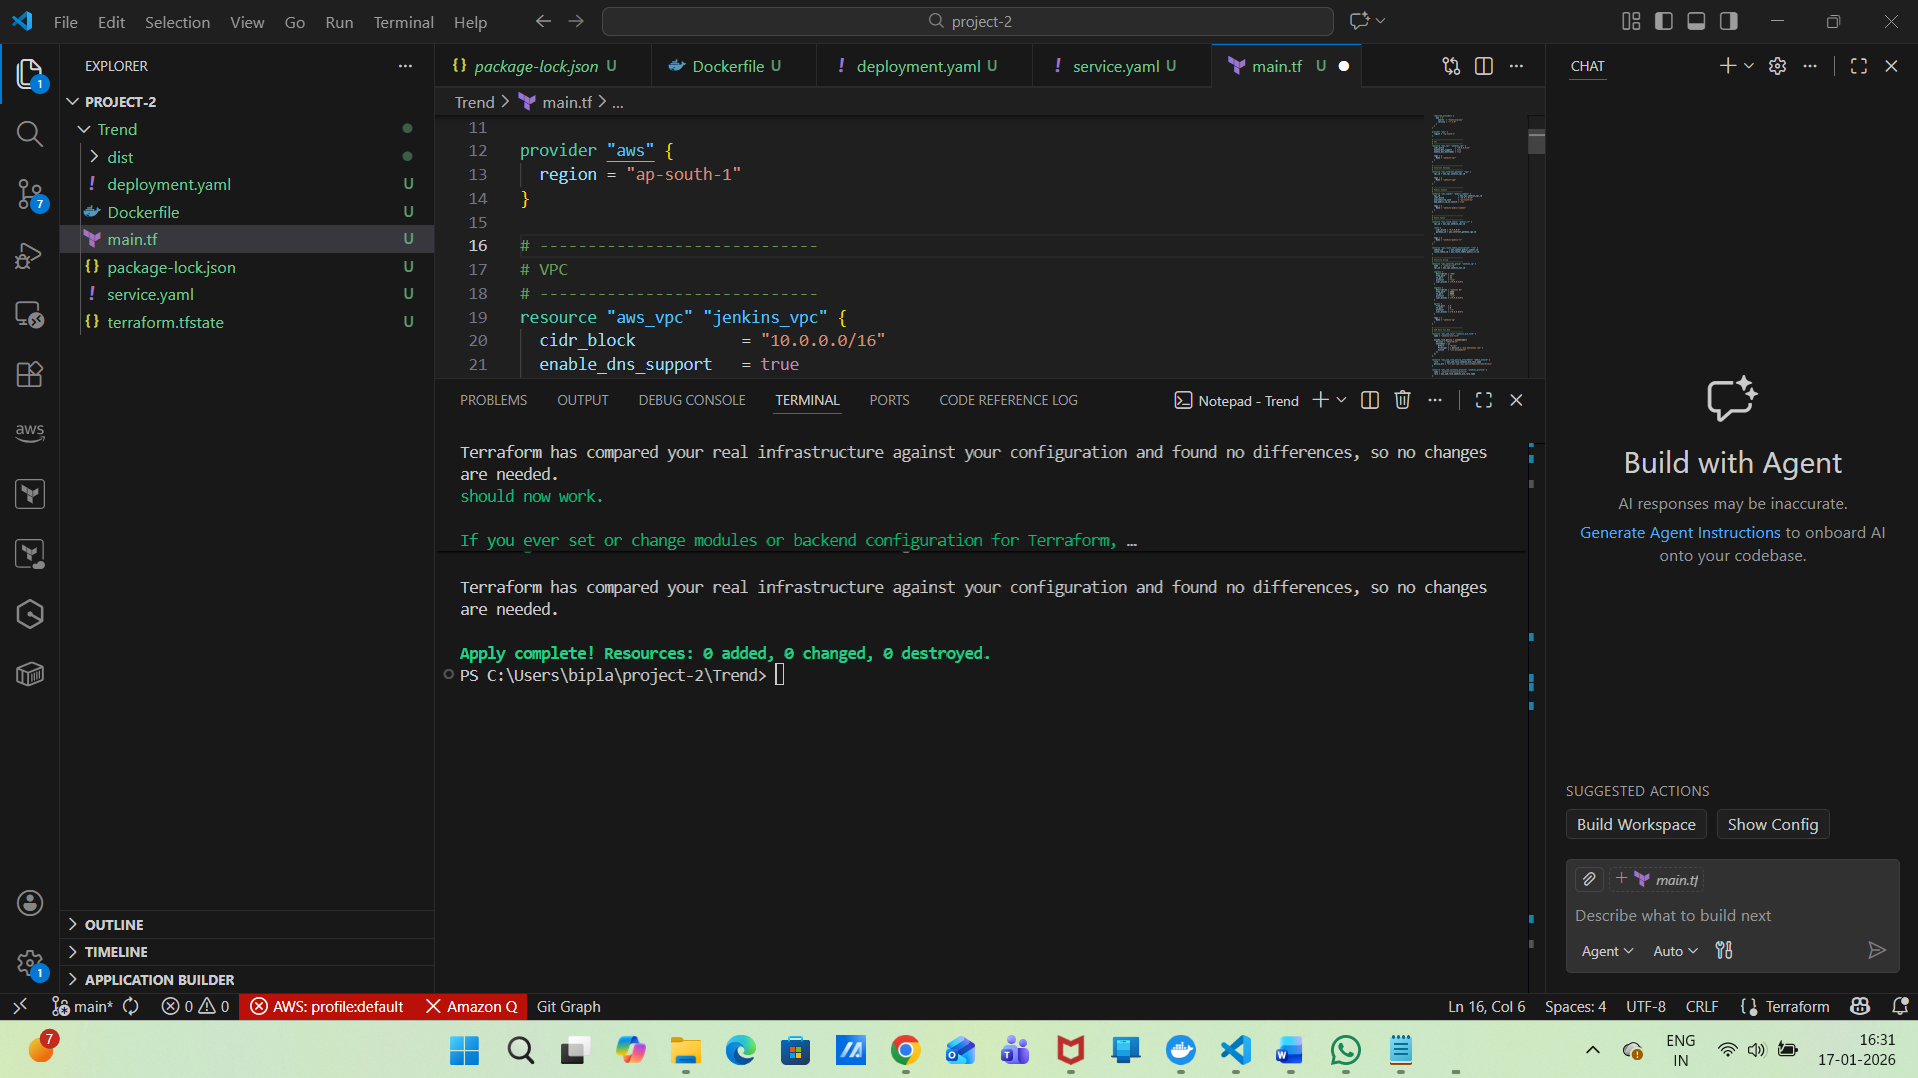 File Edit Selection View Go Run Terminal Help
project-2
EXPLORER
PROJECT-2
Trend
dist
deployment.yaml U
Dockerfile U
main.tf U
package-lock.json U
service.yaml U
terraform.tfstate U
OUTLINE
TIMELINE
APPLICATION BUILDER
1
7
aws
1
package-lock.json U
Dockerfile U
deployment.yaml U
service.yaml U
main.tf U
Trend > main.tf > ...
11
12 provider "aws" {
13 region = "ap-south-1"
14 }
15
16 # -----------------------------
17 # VPC
18 # -----------------------------
19 resource "aws_vpc" "jenkins_vpc" {
20 cidr_block = "10.0.0.0/16"
21 enable_dns_support = true
PROBLEMS OUTPUT DEBUG CONSOLE TERMINAL PORTS CODE REFERENCE LOG
Notepad - Trend
Terraform has compared your real infrastructure against your configuration and found no differences, so no changes
are needed.
should now work.
If you ever set or change modules or backend configuration for Terraform, …
Terraform has compared your real infrastructure against your configuration and found no differences, so no changes
are needed.
Apply complete! Resources: 0 added, 0 changed, 0 destroyed.
PS C:\Users\bipla\project-2\Trend>
CHAT
Build with Agent
AI responses may be inaccurate.
Generate Agent Instructions to onboard AI
onto your codebase.
SUGGESTED ACTIONS
Build Workspace Show Config
main.tf
Describe what to build next
Agent Auto
main* 0 0 AWS: profile:default Amazon Q Git Graph
Ln 16, Col 6 Spaces: 4 UTF-8 CRLF Terraform
7
ENG
IN
16:31
17-01-2026